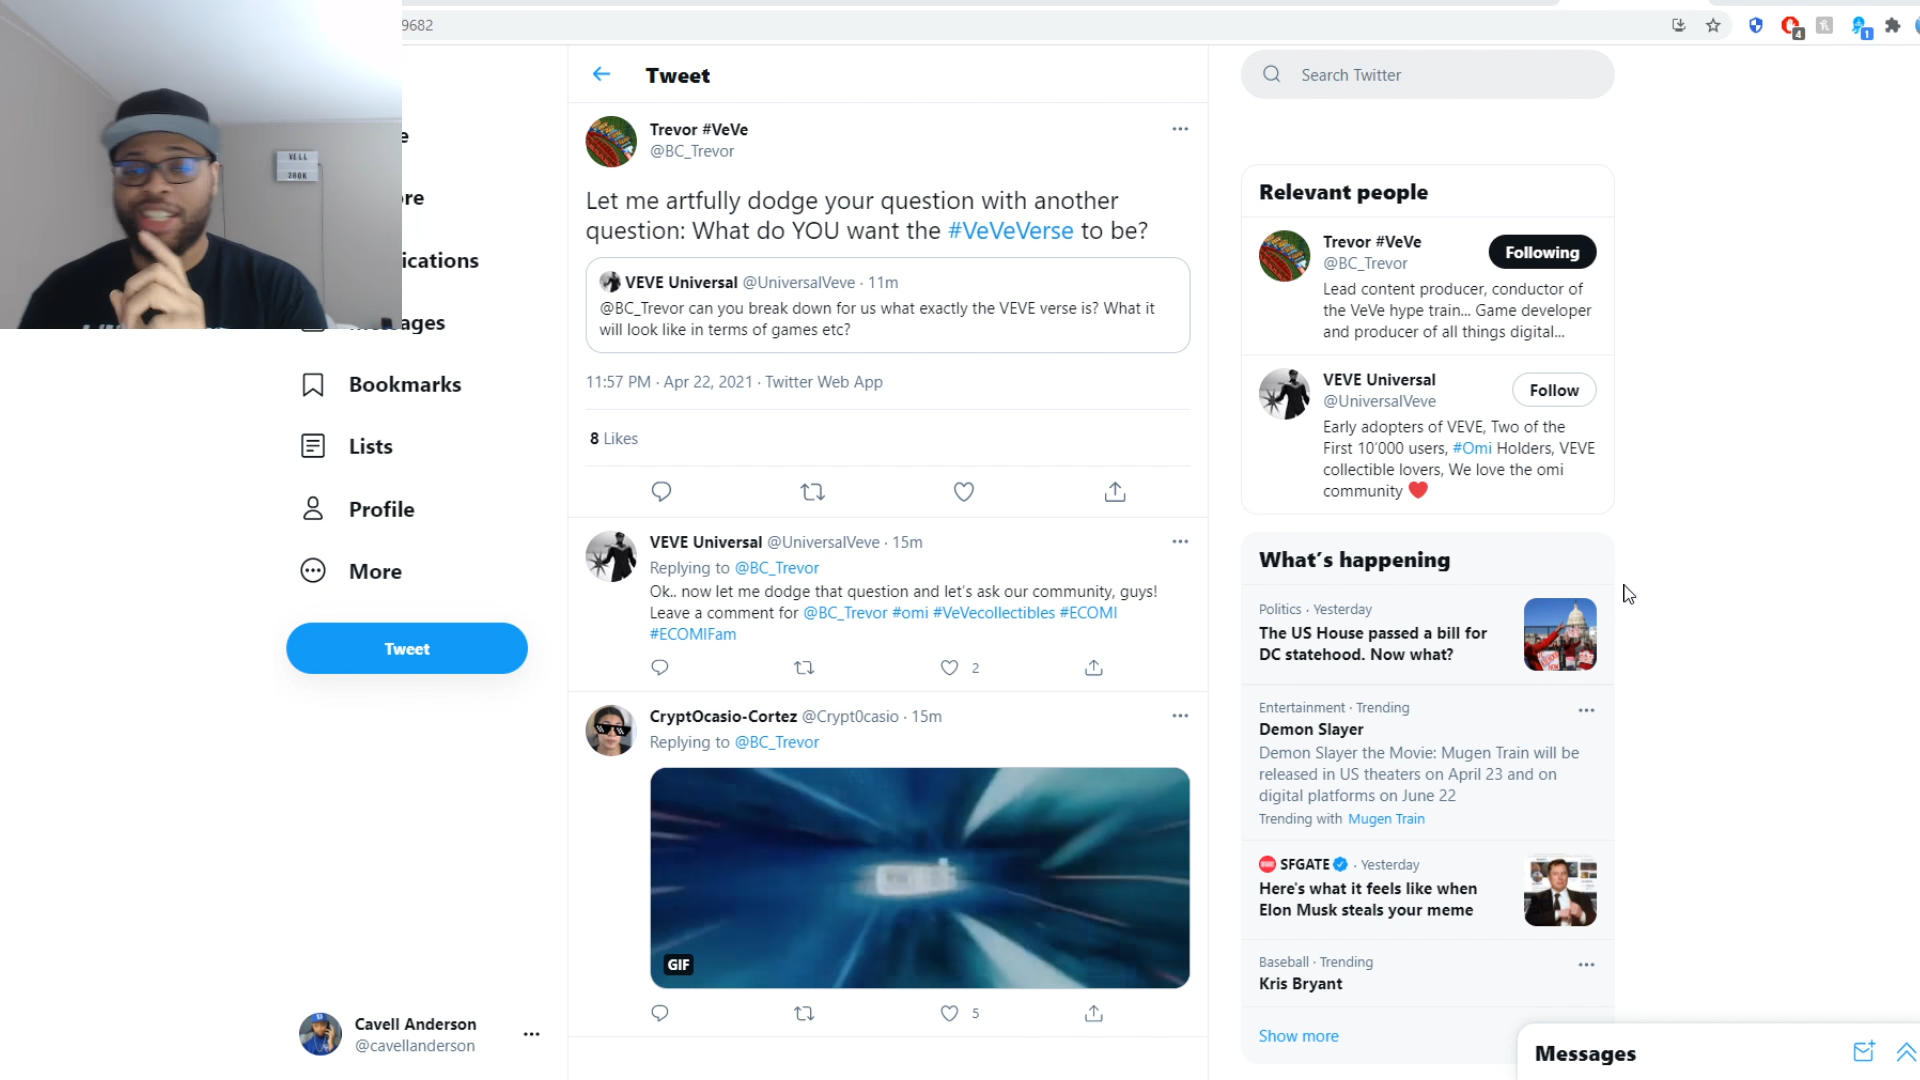 9682
VELL
200K
e
re
ications
ages
Bookmarks
Lists
Profile
More
Tweet
Cavell Anderson
@cavellanderson
Tweet
Trevor #VeVe
@BC_Trevor
Let me artfully dodge your question with another
question: What do YOU want the #VeVeVerse to be?
VEVE Universal @UniversalVeve · 11m
@BC_Trevor can you break down for us what exactly the VEVE verse is? What it
will look like in terms of games etc?
11:57 PM · Apr 22, 2021 · Twitter Web App
8 Likes
VEVE Universal @UniversalVeve · 15m
Replying to @BC_Trevor
Ok.. now let me dodge that question and let's ask our community, guys!
Leave a comment for @BC_Trevor #omi #VeVecollectibles #ECOMI
#ECOMIFam
2
CryptOcasio-Cortez @Crypt0casio · 15m
Replying to @BC_Trevor
GIF
5
4
1
Search Twitter
Relevant people
Trevor #VeVe
@BC_Trevor
Following
Lead content producer, conductor of
the VeVe hype train... Game developer
and producer of all things digital...
VEVE Universal
@UniversalVeve
Follow
Early adopters of VEVE, Two of the
First 10'000 users, #Omi Holders, VEVE
collectible lovers, We love the omi
community ❤️
What's happening
Politics · Yesterday
The US House passed a bill for
DC statehood. Now what?
Entertainment · Trending
Demon Slayer
Demon Slayer the Movie: Mugen Train will be
released in US theaters on April 23 and on
digital platforms on June 22
Trending with Mugen Train
SFGATE · Yesterday
Here's what it feels like when
Elon Musk steals your meme
Baseball · Trending
Kris Bryant
Show more
Messages